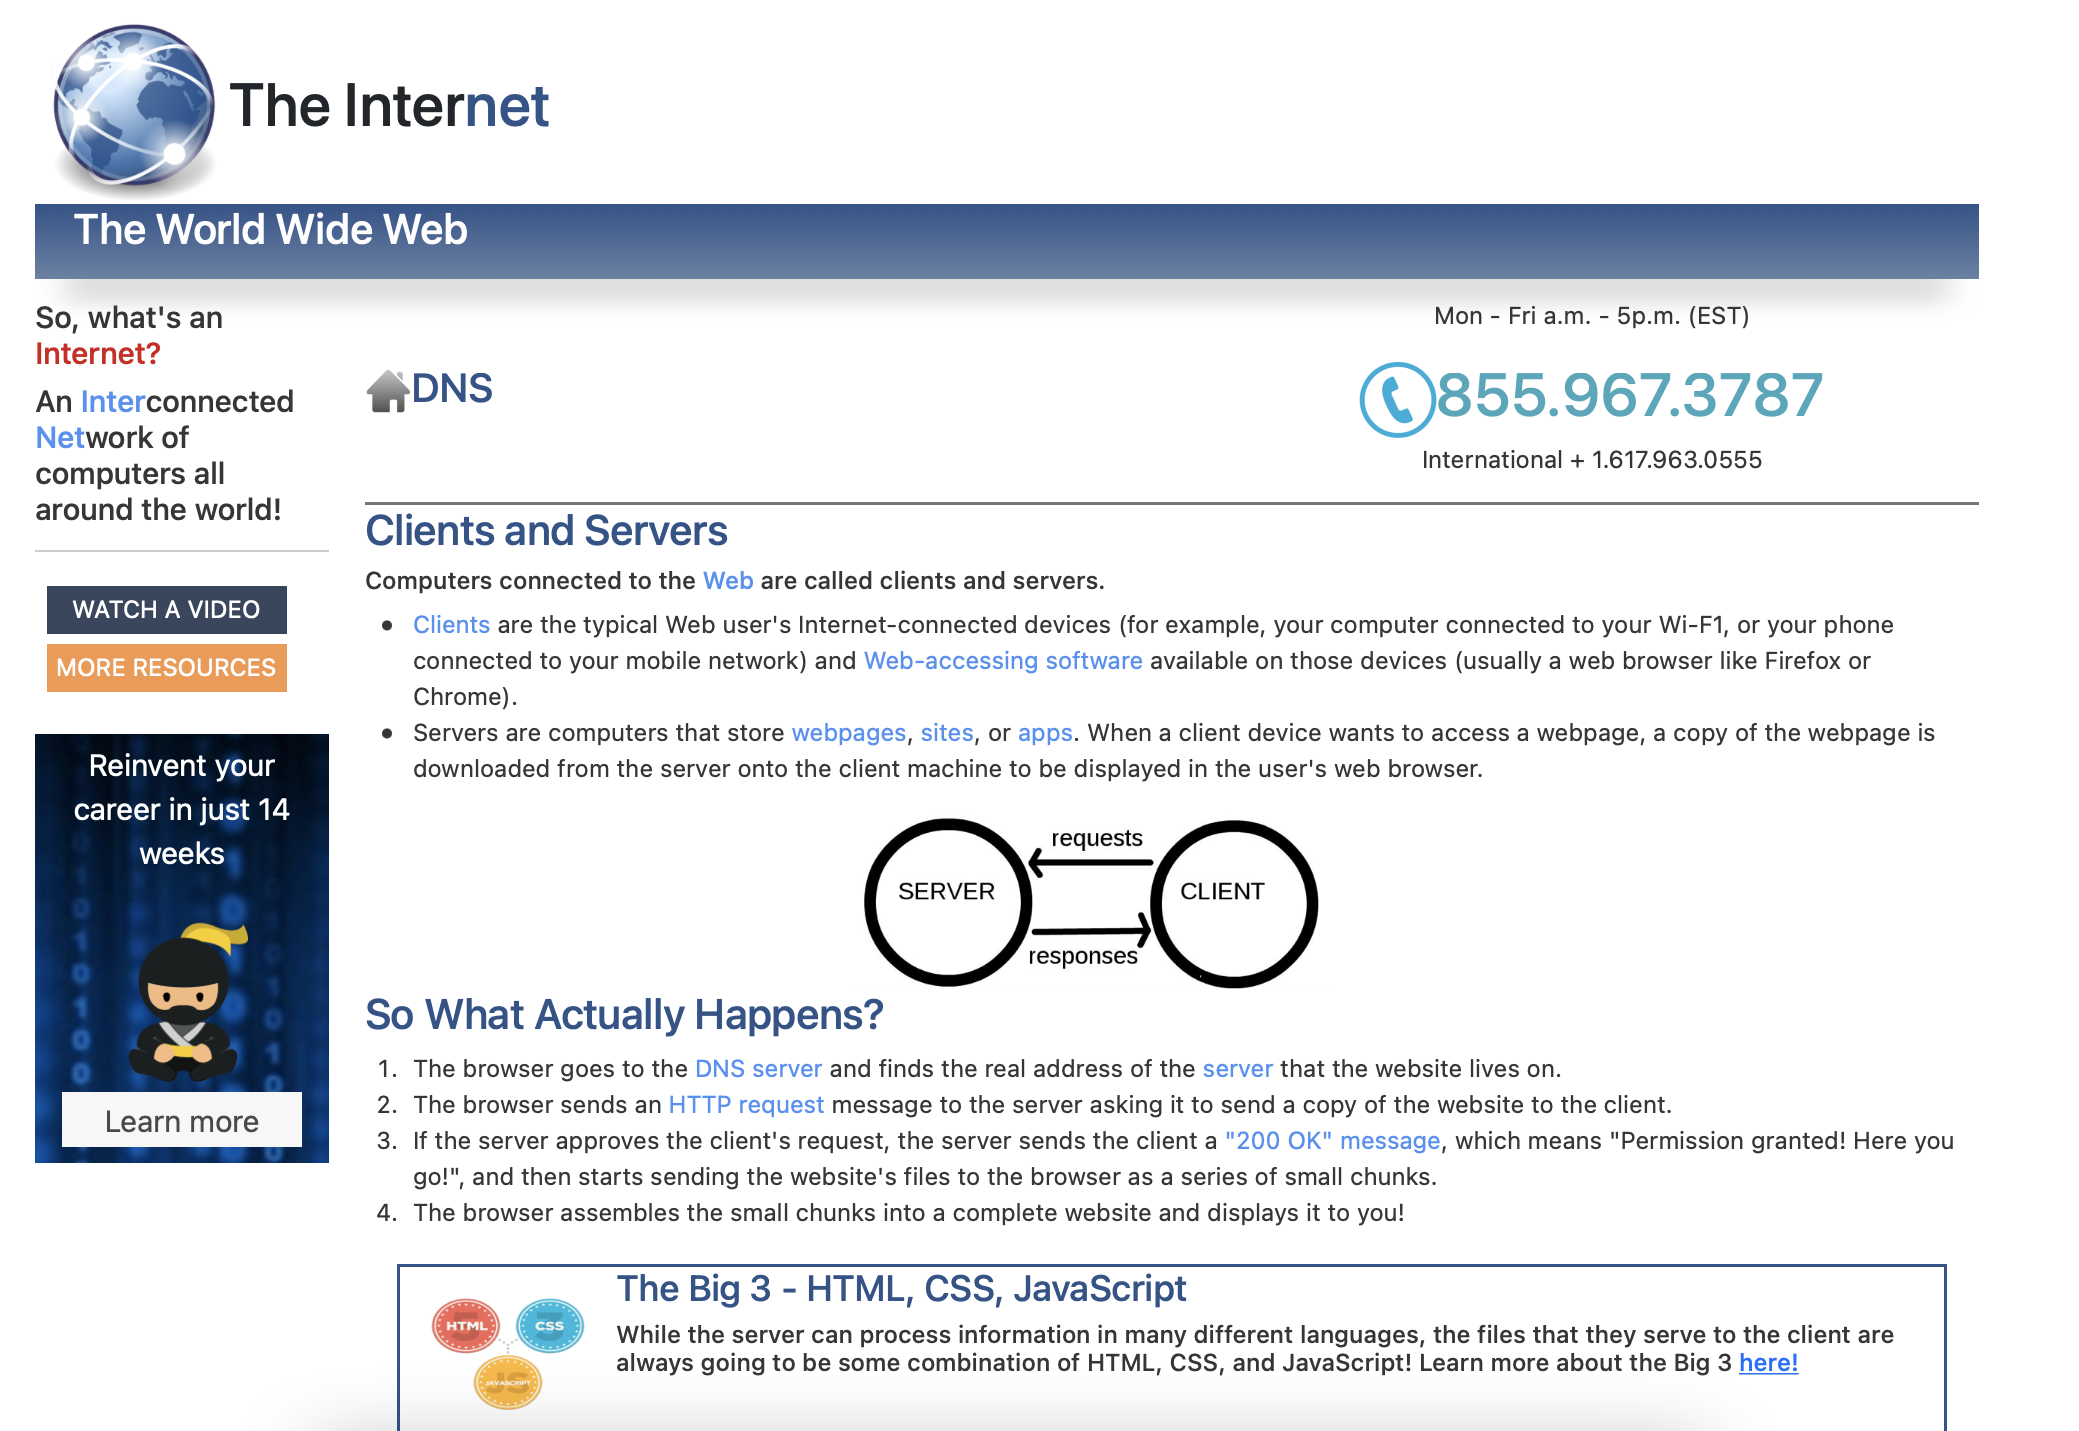 The Internet
The World Wide Web
So, what's an
Internet?
An Interconnected
Network of
computers all
around the world!
WATCH A VIDEO
MORE RESOURCES
Reinvent your
career in just 14
weeks
Learn more
DNS
Mon - Fri a.m. - 5p.m. (EST)
855.967.3787
International + 1.617.963.0555
Clients and Servers
Computers connected to the Web are called clients and servers.
Clients are the typical Web user's Internet-connected devices (for example, your computer connected to your Wi-F1, or your phone
connected to your mobile network) and Web-accessing software available on those devices (usually a web browser like Firefox or
Chrome).
Servers are computers that store webpages, sites, or apps. When a client device wants to access a webpage, a copy of the webpage is
downloaded from the server onto the client machine to be displayed in the user's web browser.
requests
SERVER
CLIENT
responses
So What Actually Happens?
1. The browser goes to the DNS server and finds the real address of the server that the website lives on.
2. The browser sends an HTTP request message to the server asking it to send a copy of the website to the client.
3. If the server approves the client's request, the server sends the client a "200 OK" message, which means "Permission granted! Here you
go!", and then starts sending the website's files to the browser as a series of small chunks.
4. The browser assembles the small chunks into a complete website and displays it to you!
HTML
CSS
JAVASCRIPT
The Big 3 - HTML, CSS, JavaScript
While the server can process information in many different languages, the files that they serve to the client are
always going to be some combination of HTML, CSS, and JavaScript! Learn more about the Big 3 here!